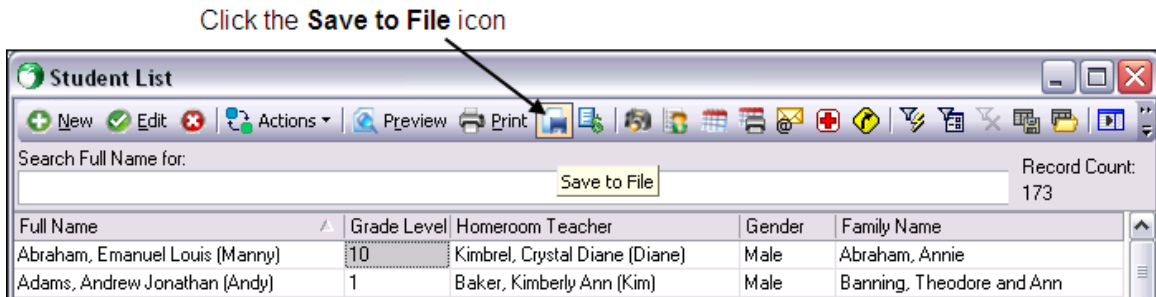 Click the Save to File icon
Student List
New Edit Actions Preview Print
Search Full Name for:
Save to File
Record Count:
173
Full Name Grade Level Homeroom Teacher Gender Family Name
Abraham, Emanuel Louis (Manny) 10 Kimbrel, Crystal Diane (Diane) Male Abraham, Annie
Adams, Andrew Jonathan (Andy) 1 Baker, Kimberly Ann (Kim) Male Banning, Theodore and Ann